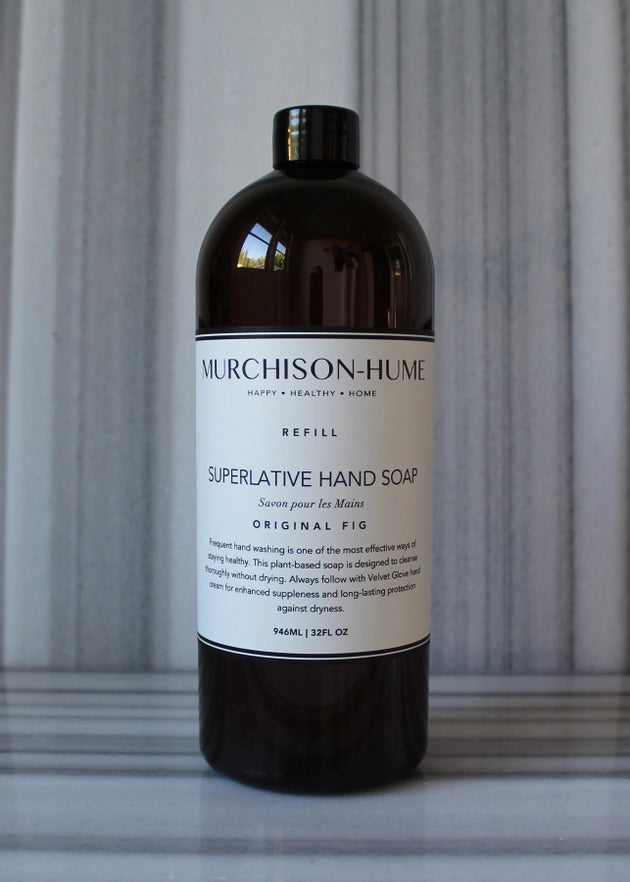 MURCHISON-HUME
HAPPY • HEALTHY • HOME
REFILL
SUPERLATIVE HAND SOAP
Savon pour les Mains
ORIGINAL FIG
Frequent hand washing is one of the most effective ways of
staying healthy. This plant-based soap is designed to cleanse
thoroughly without drying. Always follow with Velvet Glove hand
cream for enhanced suppleness and long-lasting protection
against dryness.
946ML | 32FL OZ